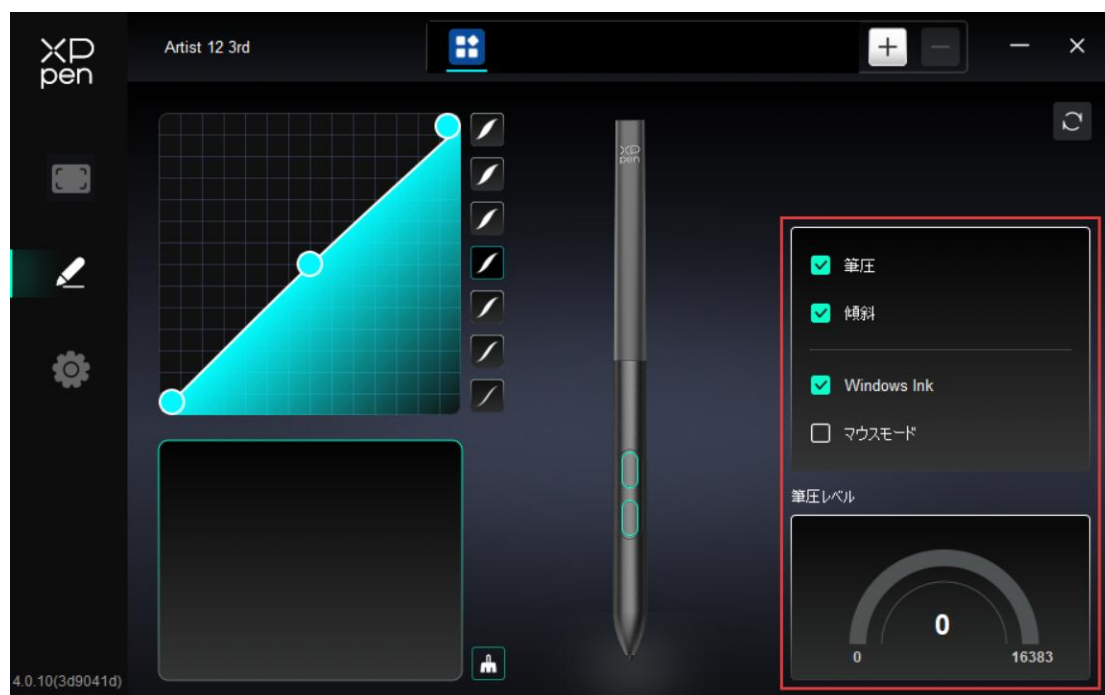 XP
pen
Artist 12 3rd
XP
pen
筆圧
傾斜
Windows Ink
マウスモード
筆圧レベル
0
0
16383
4.0.10(3d9041d)